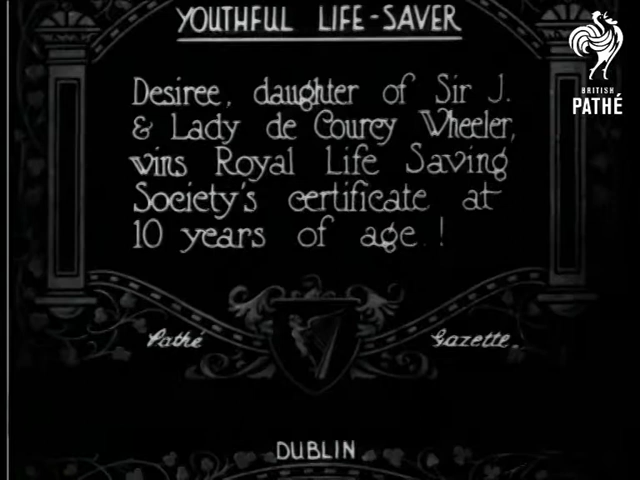 YOUTHFUL LIFE-SAVER
BRITISH
PATHÉ
Desiree, daughter of Sir J.
& Lady de Courcy Wheeler,
wins Royal Life Saving
Society's certificate at
10 years of age.!
Pathé Gazette.
DUBLIN